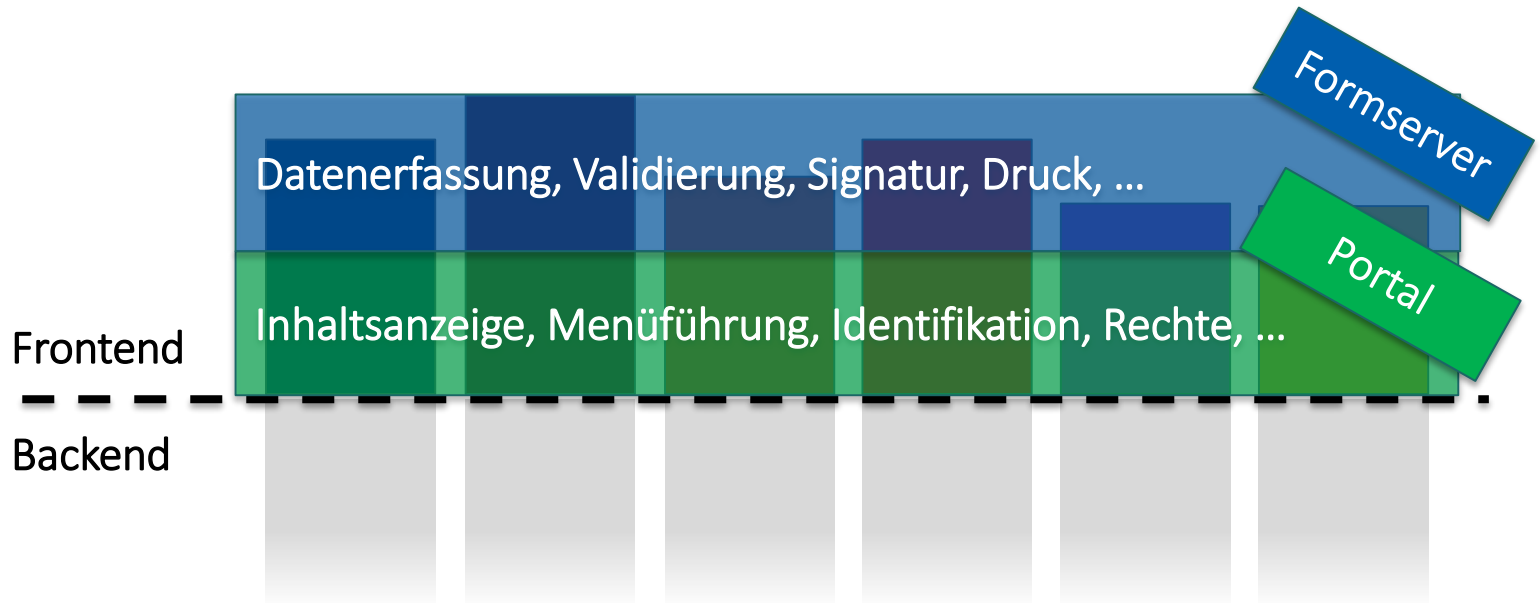 Formserver
Datenerfassung, Validierung, Signatur, Druck, ...
Portal
Inhaltsanzeige, Menüführung, Identifikation, Rechte, ...
Frontend
Backend